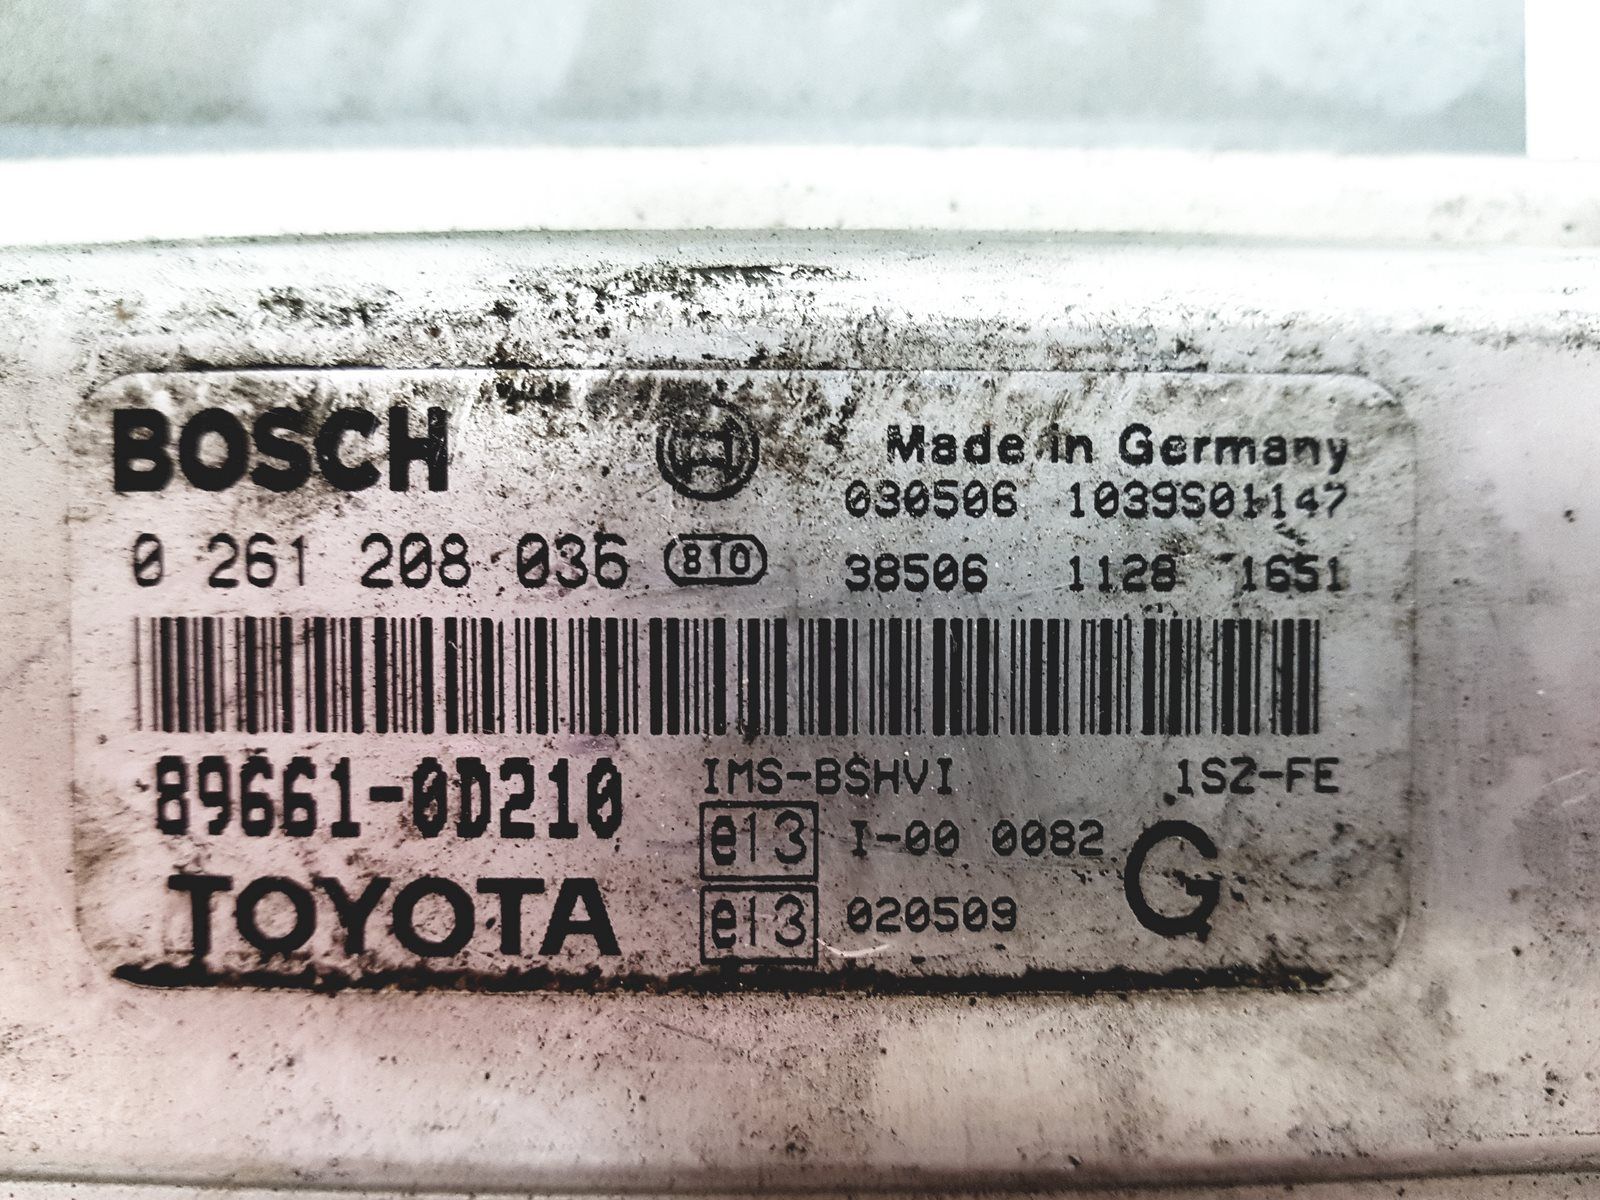 BOSCH
Made in Germany
030506 1039S01147
0 261 208 036 810
38506 1128 1651
89661-0D210
IMS-BSHVI 1SZ-FE
e13 I-00 0082
G
TOYOTA
e13 020509